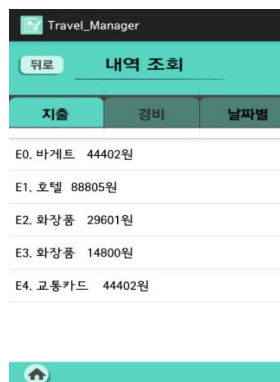 Travel_Manager
뒤로 내역 조회
지출 경비 날짜별
E0. 바게트 44402원
E1. 호텔 88805원
E2. 화장품 29601원
E3. 화장품 14800원
E4. 교통카드 44402원